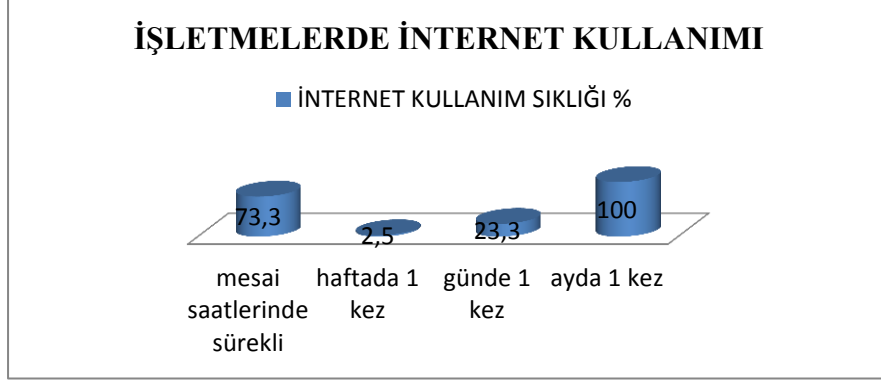 İŞLETMELERDE İNTERNET KULLANIMI
İNTERNET KULLANIM SIKLIĞI %
73,3
2,5
23,3
100
mesai saatlerinde sürekli
haftada 1 kez
günde 1 kez
ayda 1 kez